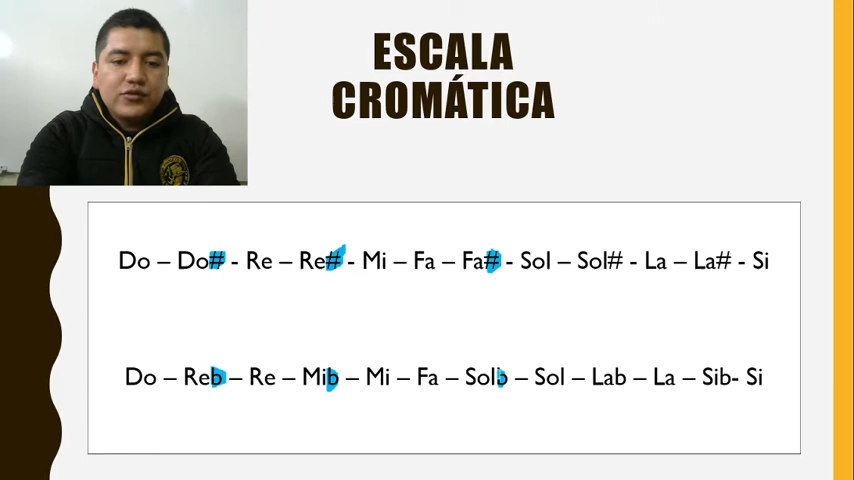 ESCALA
CROMÁTICA
Do – Do# - Re – Re# - Mi – Fa – Fa# - Sol – Sol# - La – La# - Si
Do – Reb – Re – Mib – Mi – Fa – Solb – Sol – Lab – La – Sib- Si